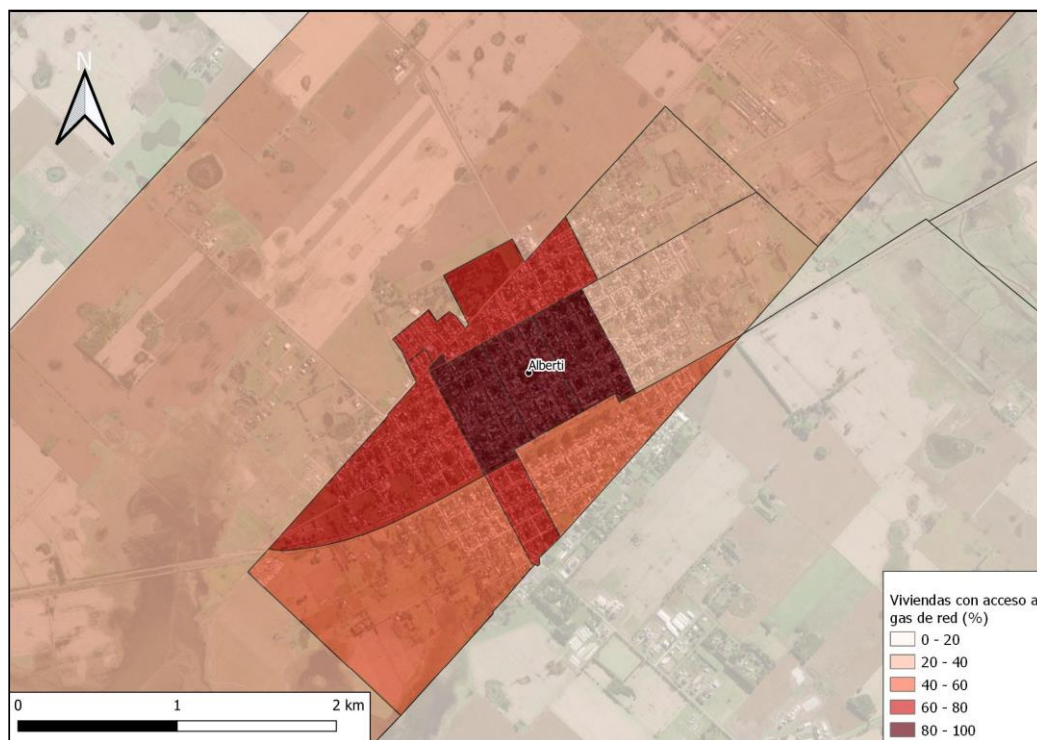 N
Alberti
Viviendas con acceso a
gas de red (%)
0 - 20
20 - 40
40 - 60
60 - 80
80 - 100
0 1 2 km